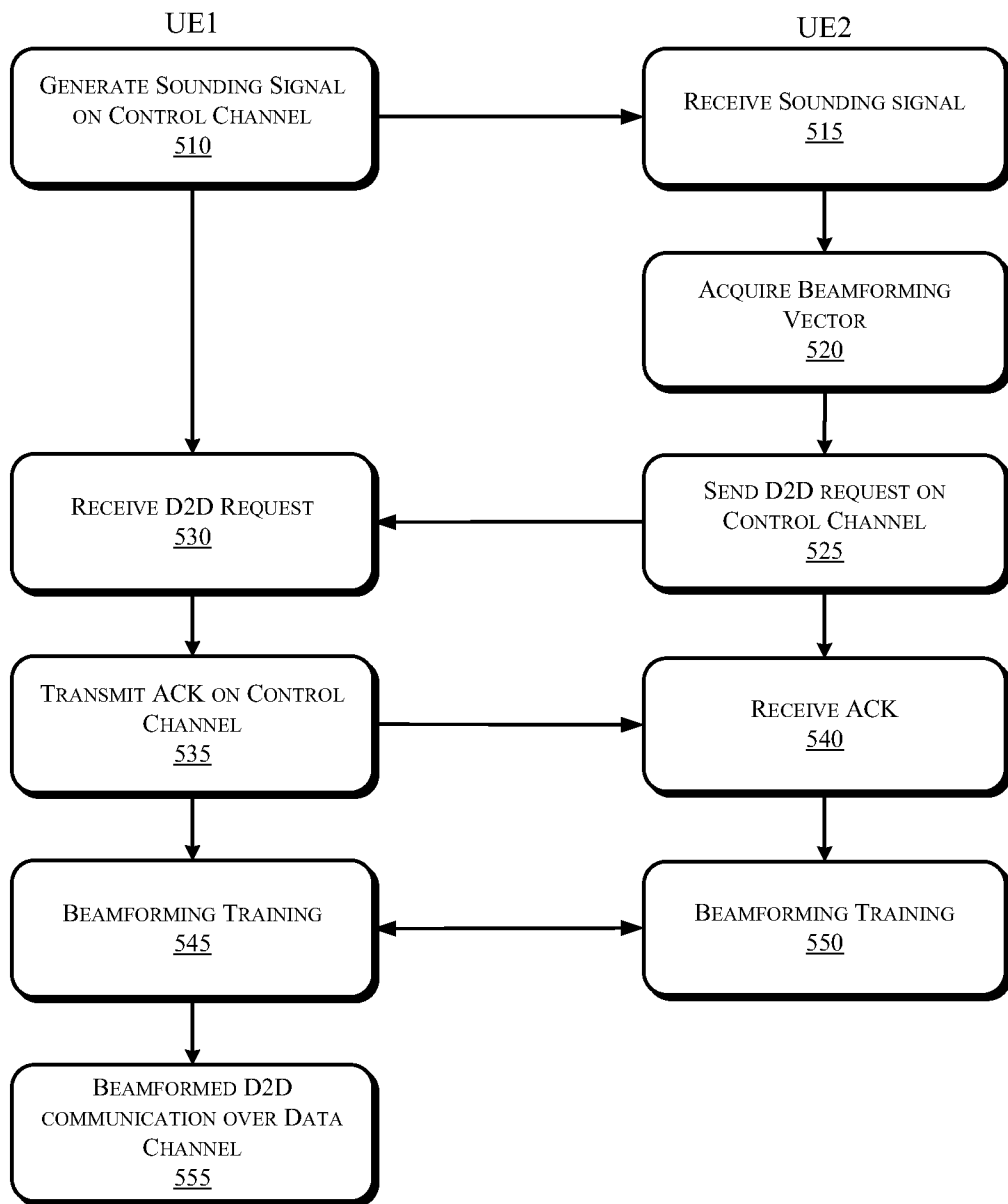 UE1
UE2
Generate Sounding Signal
on Control Channel
510
Receive Sounding signal
515
Acquire Beamforming
Vector
520
Receive D2D Request
530
Send D2D request on
Control Channel
525
Transmit ACK on Control
Channel
535
Receive ACK
540
Beamforming Training
545
Beamforming Training
550
Beamformed D2D
communication over Data
Channel
555